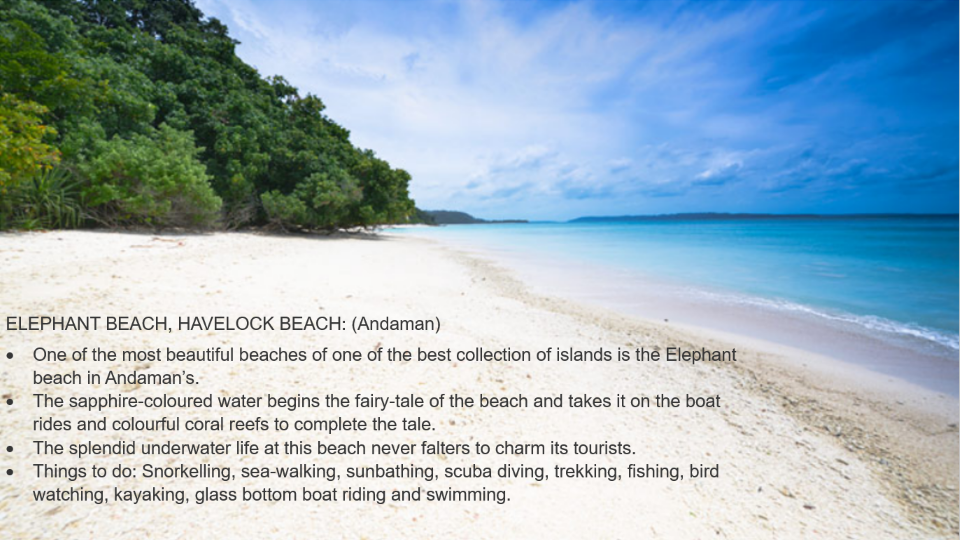 ELEPHANT BEACH, HAVELOCK BEACH: (Andaman)
• One of the most beautiful beaches of one of the best collection of islands is the Elephant
beach in Andaman's.
• The sapphire-coloured water begins the fairy-tale of the beach and takes it on the boat
rides and colourful coral reefs to complete the tale.
• The splendid underwater life at this beach never falters to charm its tourists.
• Things to do: Snorkelling, sea-walking, sunbathing, scuba diving, trekking, fishing, bird
watching, kayaking, glass bottom boat riding and swimming.